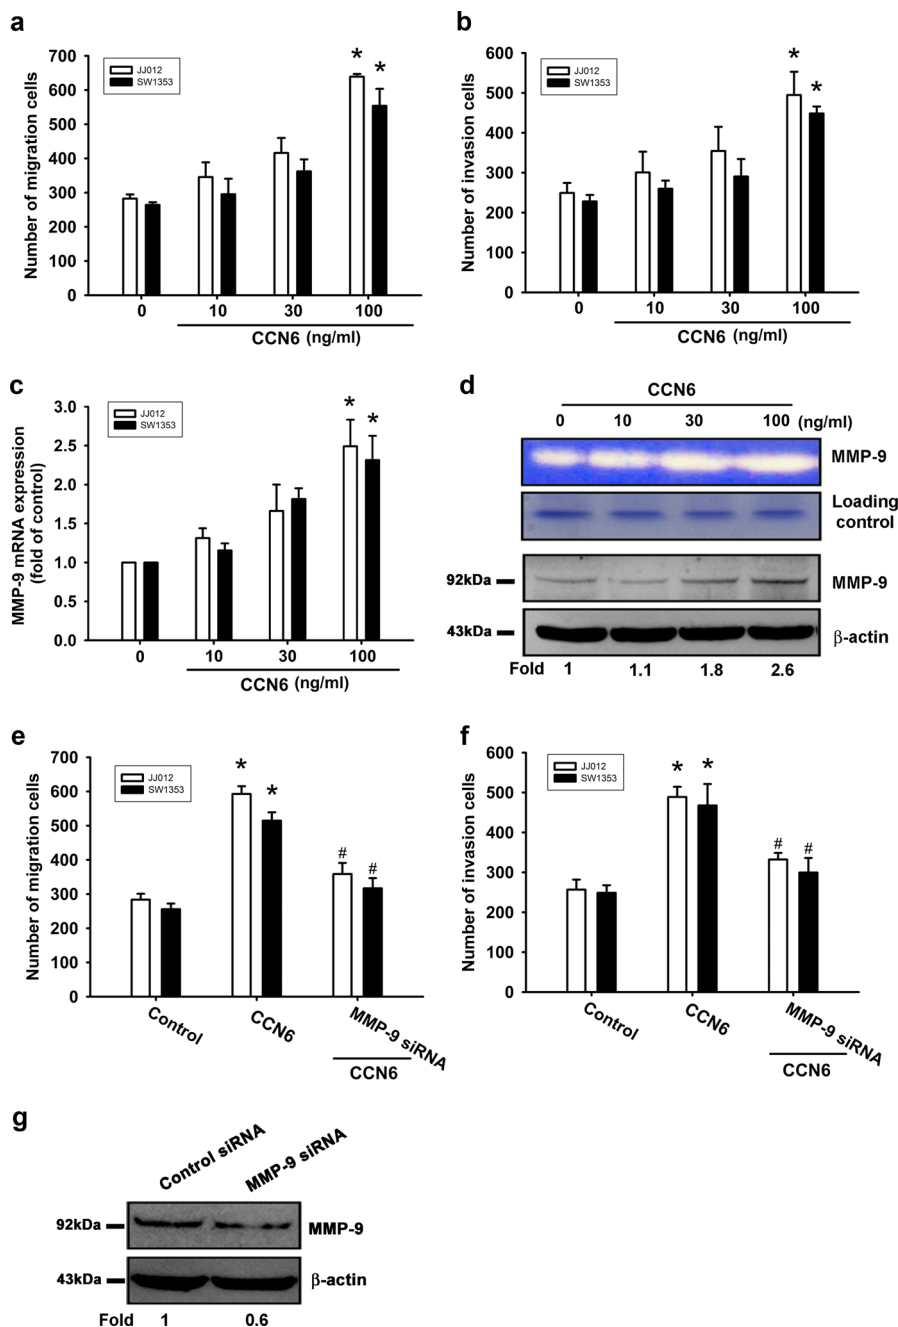 a
700
600
500
400
300
200
100
0
Number of migration cells
JJ012
SW1353
* *
0 10 30 100
CCN6 (ng/ml)
b
600
500
400
300
200
100
0
Number of invasion cells
JJ012
SW1353
* *
0 10 30 100
CCN6 (ng/ml)
c
3.0
2.5
2.0
1.5
1.0
0.5
0.0
MMP-9 mRNA expression
(fold of control)
JJ012
SW1353
* *
0 10 30 100
CCN6 (ng/ml)
d
CCN6
0 10 30 100 (ng/ml)
MMP-9
Loading
control
92kDa MMP-9
43kDa β-actin
Fold 1 1.1 1.8 2.6
e
700
600
500
400
300
200
100
0
Number of migration cells
JJ012
SW1353
* *
# #
Control CCN6 MMP-9 siRNA
CCN6
f
600
500
400
300
200
100
0
Number of invasion cells
JJ012
SW1353
* *
# #
Control CCN6 MMP-9 siRNA
CCN6
g
Control siRNA MMP-9 siRNA
92kDa MMP-9
43kDa β-actin
Fold 1 0.6